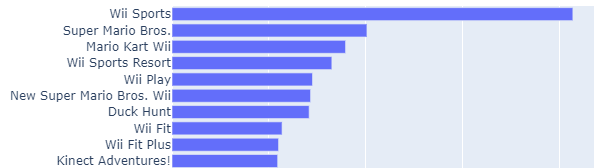 Wii Sports
Super Mario Bros.
Mario Kart Wii
Wii Sports Resort
Wii Play
New Super Mario Bros. Wii
Duck Hunt
Wii Fit
Wii Fit Plus
Kinect Adventures!